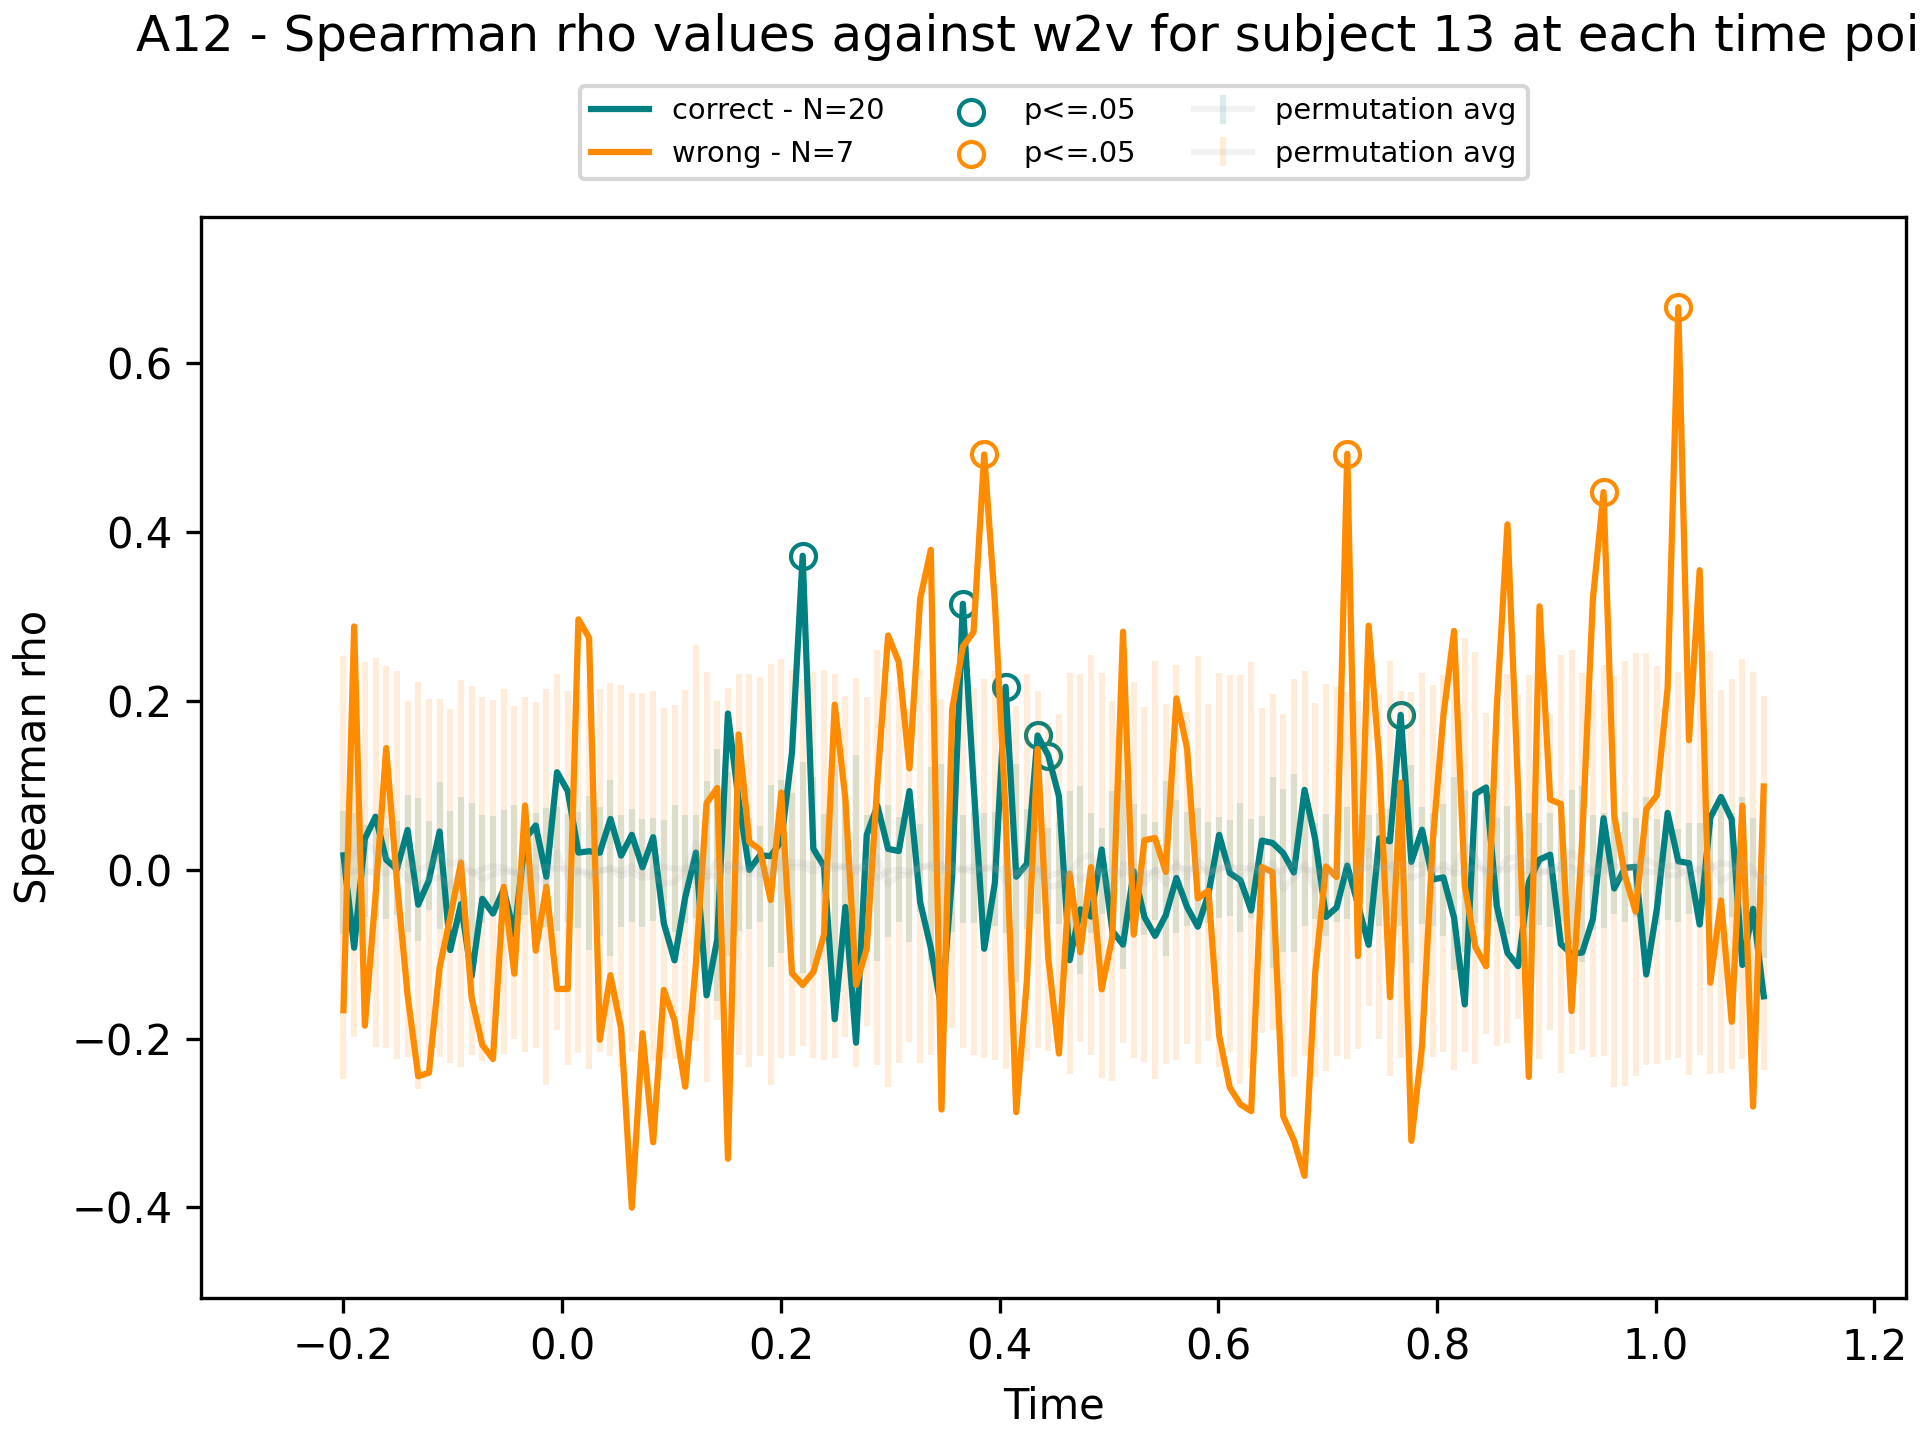 A12 - Spearman rho values against w2v for subject 13 at each time poi
correct - N=20 p<=.05 permutation avg
wrong - N=7 p<=.05 permutation avg
Spearman rho
0.6
0.4
0.2
0.0
−0.2
−0.4
−0.2 0.0 0.2 0.4 0.6 0.8 1.0 1.2
Time